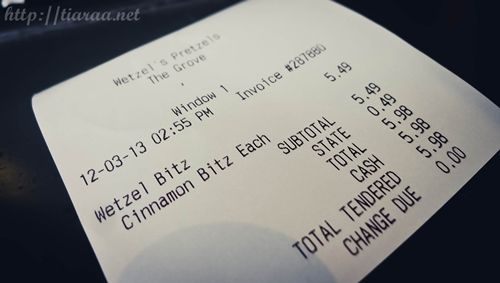 http://tiaraa.net
Wetzel's Pretzels
The Grove
Window 1 Invoice #287880
12-03-13 02:55 PM
Wetzel Bitz 5.49
Cinnamon Bitz Each
SUBTOTAL 5.49
STATE 0.49
TOTAL 5.98
CASH 5.98
TOTAL TENDERED 5.98
CHANGE DUE 0.00